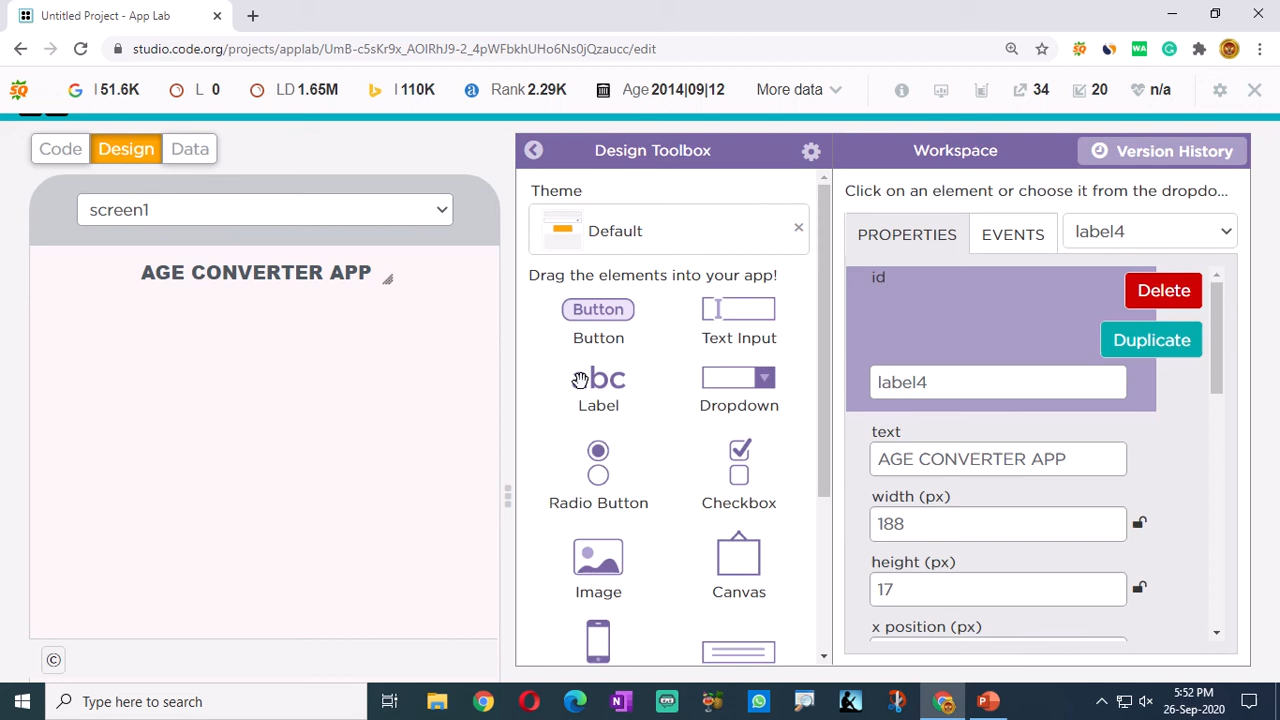 Untitled Project - App Lab
studio.code.org/projects/applab/UmB-c5sKr9x_AOlRhJ9-2_4pWFbkhUHo6Ns0jQzaucc/edit
I 51.6K
L 0
LD 1.65M
I 110K
Rank 2.29K
Age 2014|09|12
More data
34
20
n/a
Code
Design
Data
screen1
AGE CONVERTER APP
Design Toolbox
Theme
Default
Drag the elements into your app!
Button
Button
Text Input
abc
Label
Dropdown
Radio Button
Checkbox
Image
Canvas
Workspace
Version History
Click on an element or choose it from the dropdo...
PROPERTIES
EVENTS
label4
id
Delete
Duplicate
label4
text
AGE CONVERTER APP
width (px)
188
height (px)
17
x position (px)
©
Type here to search
5:52 PM
26-Sep-2020